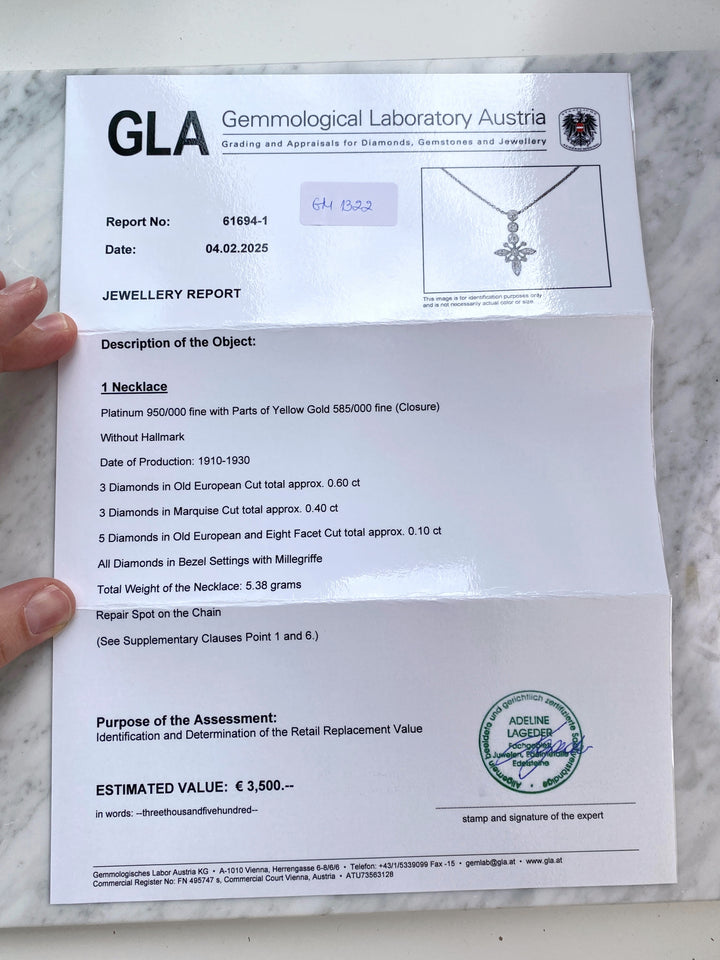 GLA
Gemmological Laboratory Austria
Grading and Appraisals for Diamonds, Gemstones and Jewellery
GM 1322
Report No: 61694-1
Date: 04.02.2025
This image is for identification purposes only
and is not necessarily actual color or size.
JEWELLERY REPORT
Description of the Object:
1 Necklace
Platinum 950/000 fine with Parts of Yellow Gold 585/000 fine (Closure)
Without Hallmark
Date of Production: 1910-1930
3 Diamonds in Old European Cut total approx. 0.60 ct
3 Diamonds in Marquise Cut total approx. 0.40 ct
5 Diamonds in Old European and Eight Facet Cut total approx. 0.10 ct
All Diamonds in Bezel Settings with Millegriffe
Total Weight of the Necklace: 5.38 grams
Repair Spot on the Chain
(See Supplementary Clauses Point 1 and 6.)
Purpose of the Assessment:
Identification and Determination of the Retail Replacement Value
Allgemein beeidete und gerichtlich zertifizierte Sachverständige
ADELINE
LAGEDER
Fachgebiet:
Juwelen,
Edelsteine
ESTIMATED VALUE: € 3,500.--
in words: --threethousandfivehundred--
stamp and signature of the expert
Gemmologisches Labor Austria KG • A-1010 Vienna, Herrengasse 6-8/6/6 • Telefon: +43/1/5339099 Fax -15 • gemlab@gla.at • www.gla.at
Commercial Register No: FN 495747 s, Commercial Court Vienna, Austria • ATU73563128